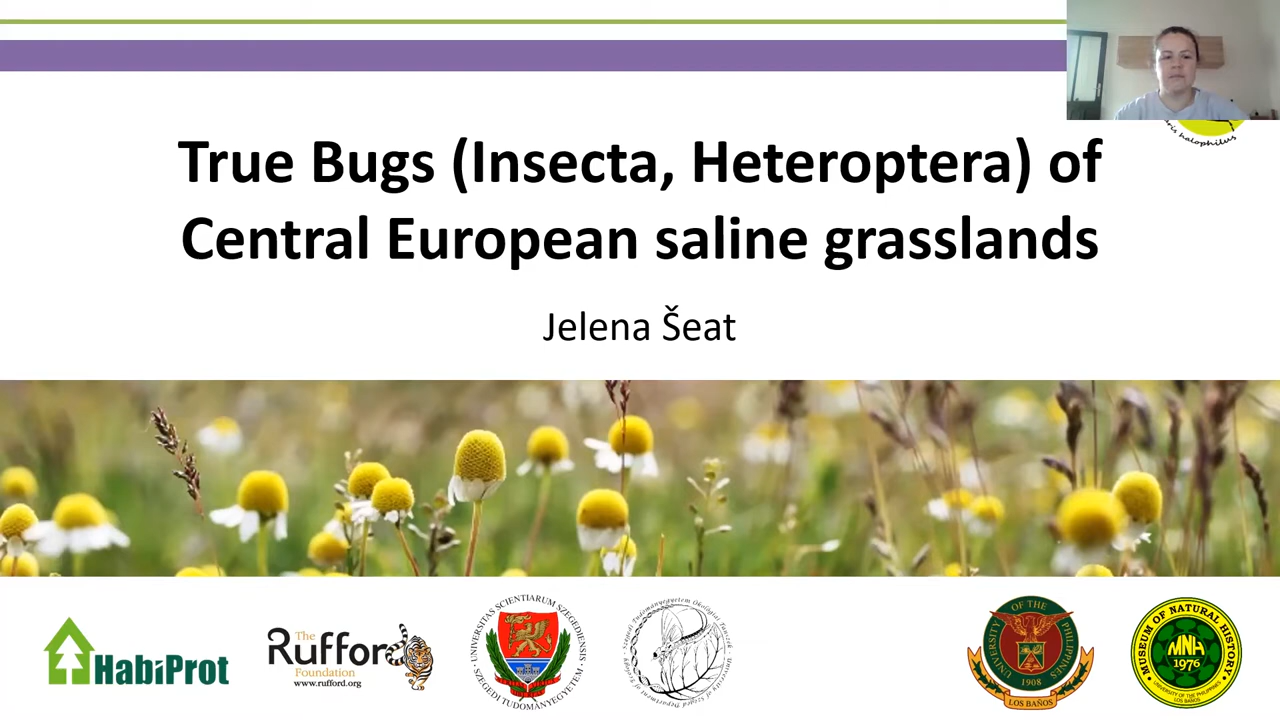 True Bugs (Insecta, Heteroptera) of
Central European saline grasslands
Jelena Šeat
HabiProt
The
Rufford
Foundation
www.rufford.org
UNIVERSITAS SCIENTIARUM SZEGEDIENSIS
SZEGEDI TUDOMÁNYEGYETEM
UNIVERSITY OF THE PHILIPPINES
1908
LOS BAÑOS
MUSEUM OF NATURAL HISTORY
MNH
1976
UNIVERSITY OF THE PHILIPPINES
LOS BAÑOS